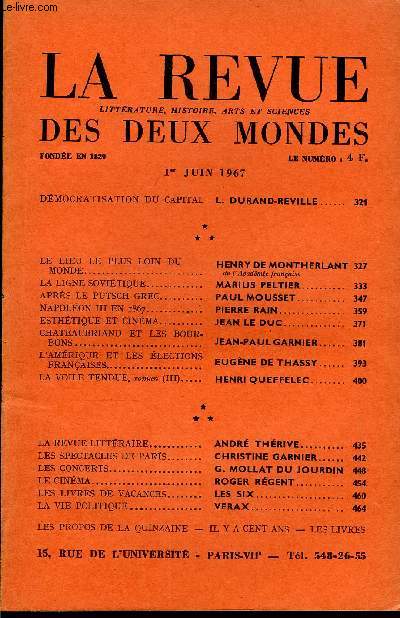 e-livre.com
LA REVUE
LITTÉRATURE, HISTOIRE, ARTS ET SCIENCES
DES DEUX MONDES
FONDÉE EN 1829 LE NUMÉRO : 4 F.
1er JUIN 1967
DÉMOCRATISATION DU CAPITAL L. DURAND-REVILLE...... 321
*
* *
LE LIEU LE PLUS LOIN DU
MONDE.................... HENRY DE MONTHERLANT 327
de l'Académie française
LA LIGNE SOVIÉTIQUE........... MARIUS PELTIER......... 333
APRÈS LE PUTSCH GREC......... PAUL MOUSSET.......... 347
NAPOLÉON III EN 1867.......... PIERRE RAIN............ 359
ESTHÉTIQUE ET CINÉMA........ JEAN LE DUC............ 371
CHATEAUBRIAND ET LES BOUR-
BONS..................... JEAN-PAUL GARNIER...... 381
L'AMÉRIQUE ET LES ÉLECTIONS
FRANÇAISES................. EUGÈNE DE THASSY...... 393
LA VOILE TENDUE, roman (III)..... HENRI QUEFFELEC........ 400
*
* *
LA REVUE LITTÉRAIRE.......... ANDRÉ THÉRIVE.......... 435
LES SPECTACLES DE PARIS....... CHRISTINE GARNIER...... 442
LES CONCERTS................ G. MOLLAT DU JOURDIN 448
LE CINÉMA................... ROGER RÉGENT.......... 454
LES LIVRES DE VACANCES....... LES SIX................ 460
LA VIE POLITIQUE.............. VERAX................. 464
LES PROPOS DE LA QUINZAINE — IL Y A CENT ANS — LES LIVRES
15, RUE DE L'UNIVERSITÉ - PARIS-VIIe — Tél. 548-26-55